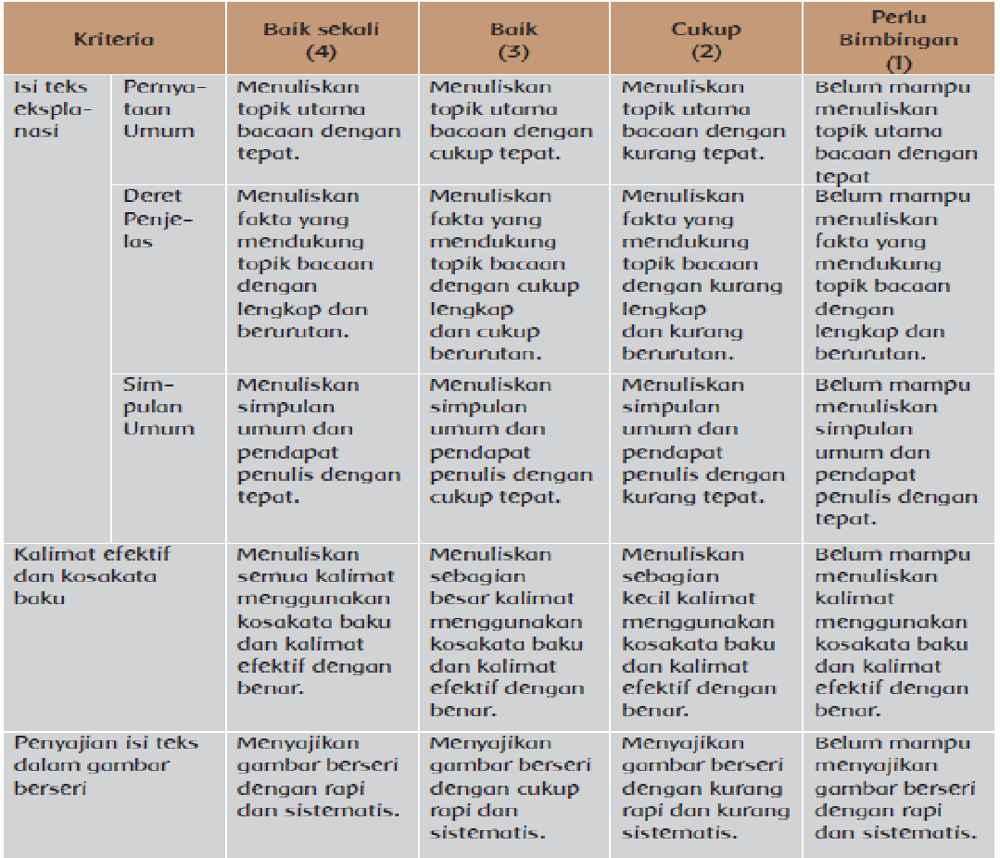 Kriteria
Baik sekali
(4)
Baik
(3)
Cukup
(2)
Perlu
Bimbingan
(1)
Isi teks
ekspla-
nasi
Pernya-
taan
Umum
Menuliskan
topik utama
bacaan dengan
tepat.
Menuliskan
topik utama
bacaan dengan
cukup tepat.
Menuliskan
topik utama
bacaan dengan
kurang tepat.
Belum mampu
menuliskan
topik utama
bacaan dengan
tepat
Deret
Penje-
las
Menuliskan
fakta yang
mendukung
topik bacaan
dengan
lengkap dan
berurutan.
Menuliskan
fakta yang
mendukung
topik bacaan
dengan cukup
lengkap
dan cukup
berurutan.
Menuliskan
fakta yang
mendukung
topik bacaan
dengan kurang
lengkap
dan kurang
berurutan.
Belum mampu
menuliskan
fakta yang
mendukung
topik bacaan
dengan
lengkap dan
berurutan.
Sim-
pulan
Umum
Menuliskan
simpulan
umum dan
pendapat
penulis dengan
tepat.
Menuliskan
simpulan
umum dan
pendapat
penulis dengan
cukup tepat.
Menuliskan
simpulan
umum dan
pendapat
penulis dengan
kurang tepat.
Belum mampu
menuliskan
simpulan
umum dan
pendapat
penulis dengan
tepat.
Kalimat efektif
dan kosakata
baku
Menuliskan
semua kalimat
menggunakan
kosakata baku
dan kalimat
efektif dengan
benar.
Menuliskan
sebagian
besar kalimat
menggunakan
kosakata baku
dan kalimat
efektif dengan
benar.
Menuliskan
sebagian
kecil kalimat
menggunakan
kosakata baku
dan kalimat
efektif dengan
benar.
Belum mampu
menuliskan
kalimat
menggunakan
kosakata baku
dan kalimat
efektif dengan
benar.
Penyajian isi teks
dalam gambar
berseri
Menyajikan
gambar berseri
dengan rapi
dan sistematis.
Menyajikan
gambar berseri
dengan cukup
rapi dan
sistematis.
Menyajikan
gambar berseri
dengan kurang
rapi dan kurang
sistematis.
Belum mampu
menyajikan
gambar berseri
dengan rapi
dan sistematis.